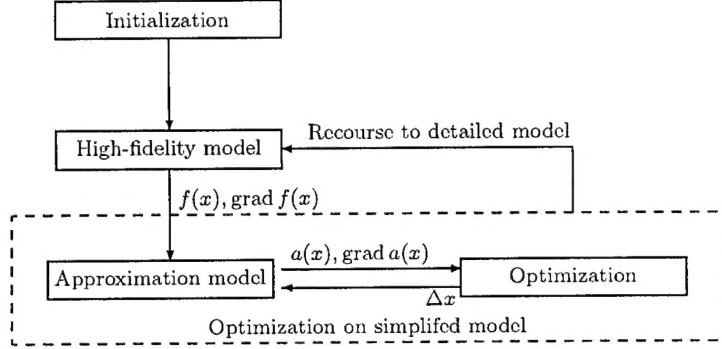 Initialization
Recourse to detailed model
High-fidelity model
f(x), grad f(x)
a(x), grad a(x)
Approximation model
Optimization
Δx
Optimization on simplifed model